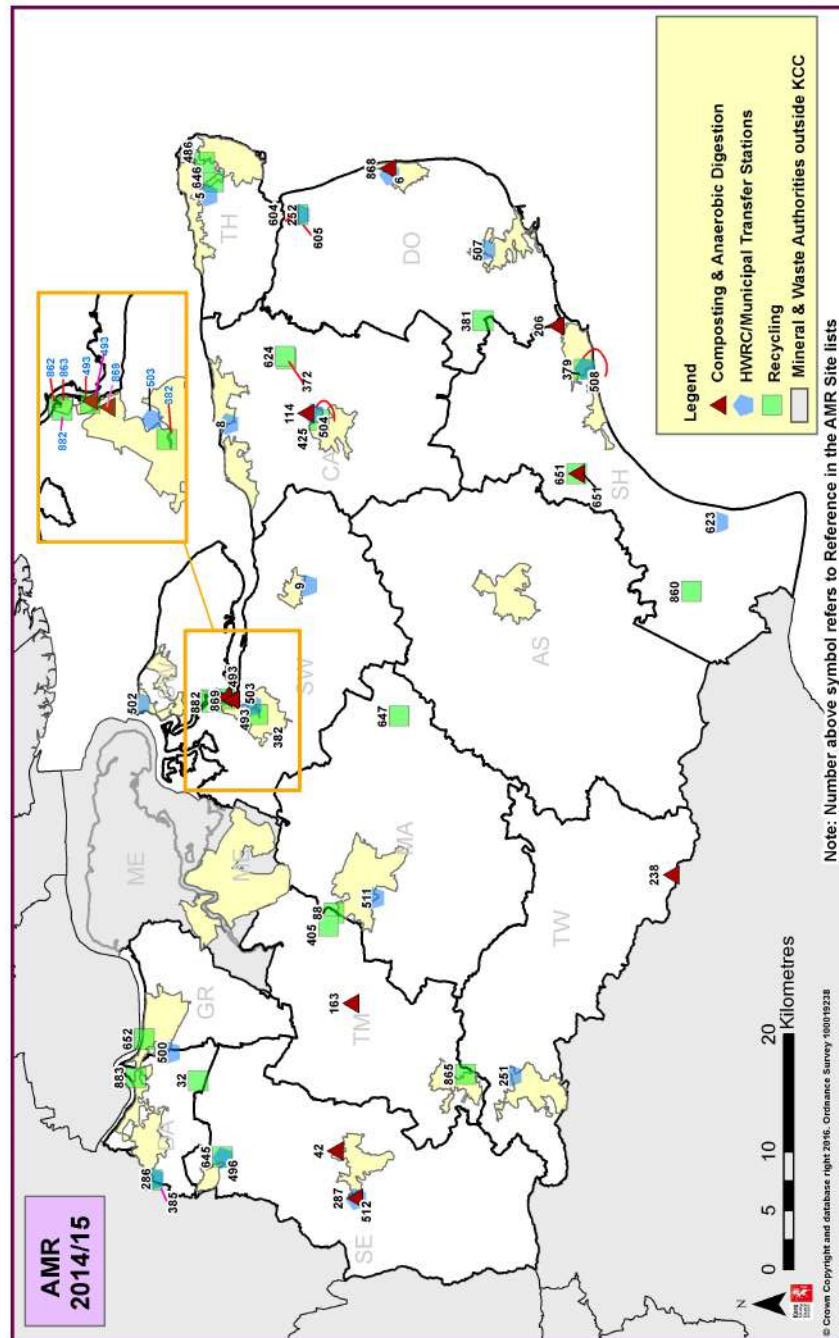 AMR
2014/15
862
863
493
493
882
869
503
382
486
646
5
TH
604
252
605
868
6
DO
507
381
206
379
508
624
372
8
114
425
504
CA
651
651
SH
623
860
502
882
869
493
493
503
382
SW
9
AS
647
ME
ME
MA
511
88
405
163
TM
TW
238
GR
652
500
883
32
DA
286
385
645
496
42
287
512
SE
865
251
Legend
Composting & Anaerobic Digestion
HWRC/Municipal Transfer Stations
Recycling
Mineral & Waste Authorities outside KCC
N
0
5
10
20
Kilometres
Note: Number above symbol refers to Reference in the AMR Site lists
© Crown Copyright and database right 2016. Ordnance Survey 100019238